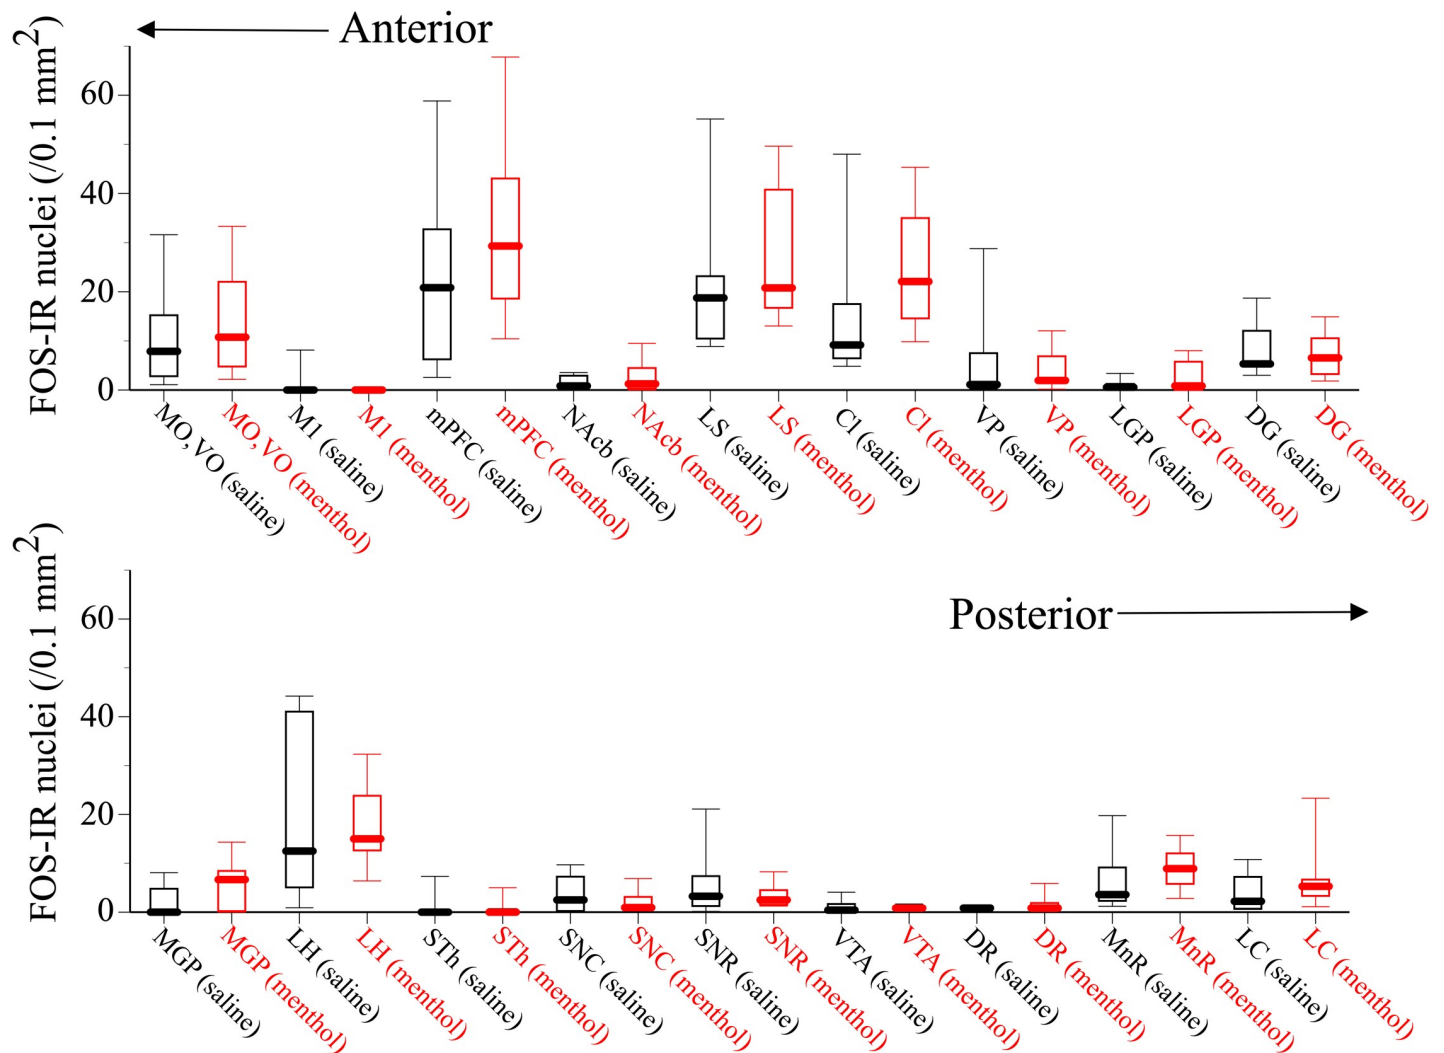 Anterior
FOS-IR nuclei (/0.1 mm²)
60
40
20
0
MO,VO (saline)
MO,VO (menthol)
M1 (saline)
M1 (menthol)
mPFC (saline)
mPFC (menthol)
NAcb (saline)
NAcb (menthol)
LS (saline)
LS (menthol)
Cl (saline)
Cl (menthol)
VP (saline)
VP (menthol)
LGP (saline)
LGP (menthol)
DG (saline)
DG (menthol)
Posterior
FOS-IR nuclei (/0.1 mm²)
60
40
20
0
MGP (saline)
MGP (menthol)
LH (saline)
LH (menthol)
STh (saline)
STh (menthol)
SNC (saline)
SNC (menthol)
SNR (saline)
SNR (menthol)
VTA (saline)
VTA (menthol)
DR (saline)
DR (menthol)
MnR (saline)
MnR (menthol)
LC (saline)
LC (menthol)